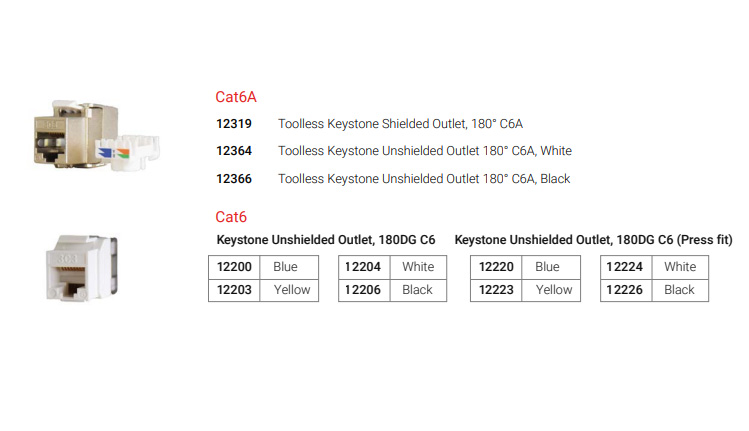 Cat6A
12319 Toolless Keystone Shielded Outlet, 180° C6A
12364 Toolless Keystone Unshielded Outlet 180° C6A, White
12366 Toolless Keystone Unshielded Outlet 180° C6A, Black
Cat6
Keystone Unshielded Outlet, 180DG C6 Keystone Unshielded Outlet, 180DG C6 (Press fit)
12200 Blue 12204 White 12220 Blue 12224 White
12203 Yellow 12206 Black 12223 Yellow 12226 Black